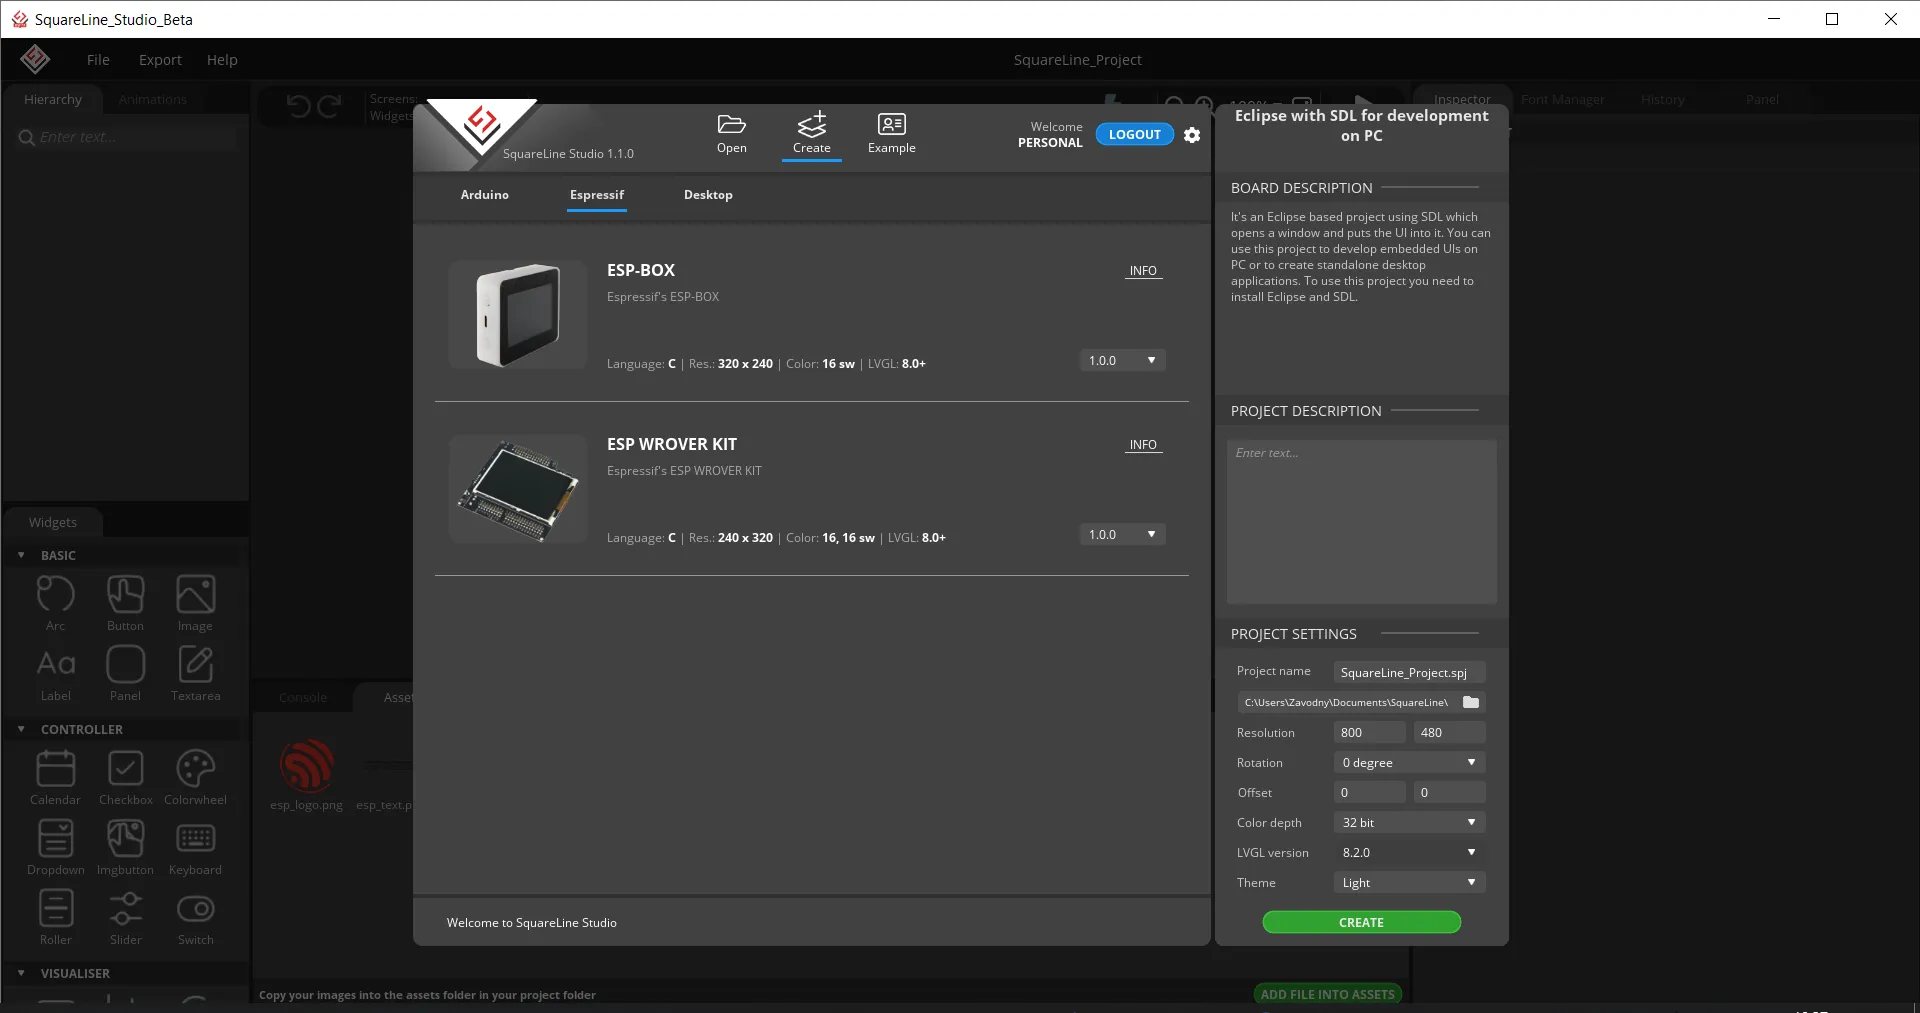 SquareLine_Studio_Beta
File Export Help
SquareLine_Project
Hierarchy Animations
Screens:
Widgets
Enter text...
SquareLine Studio 1.1.0
Open
Create
Example
Welcome
PERSONAL
LOGOUT
Arduino Espressif Desktop
ESP-BOX
INFO
Espressif's ESP-BOX
Language: C | Res.: 320 x 240 | Color: 16 sw | LVGL: 8.0+
1.0.0
ESP WROVER KIT
INFO
Espressif's ESP WROVER KIT
Language: C | Res.: 240 x 320 | Color: 16, 16 sw | LVGL: 8.0+
1.0.0
Welcome to SquareLine Studio
Inspector Font Manager History Panel
Eclipse with SDL for development
on PC
BOARD DESCRIPTION
It's an Eclipse based project using SDL which
opens a window and puts the UI into it. You can
use this project to develop embedded UIs on
PC or to create standalone desktop
applications. To use this project you need to
install Eclipse and SDL.
PROJECT DESCRIPTION
Enter text...
PROJECT SETTINGS
Project name SquareLine_Project.spj
C:\Users\Zavodny\Documents\SquareLine\
Resolution 800 480
Rotation 0 degree
Offset 0 0
Color depth 32 bit
LVGL version 8.2.0
Theme Light
CREATE
Widgets
BASIC
Arc Button Image
Aa
Label Panel Textarea
CONTROLLER
Calendar Checkbox Colorwheel
Dropdown Imgbutton Keyboard
Roller Slider Switch
VISUALISER
Console Asset
esp_logo.png esp_text.p
Copy your images into the assets folder in your project folder
ADD FILE INTO ASSETS